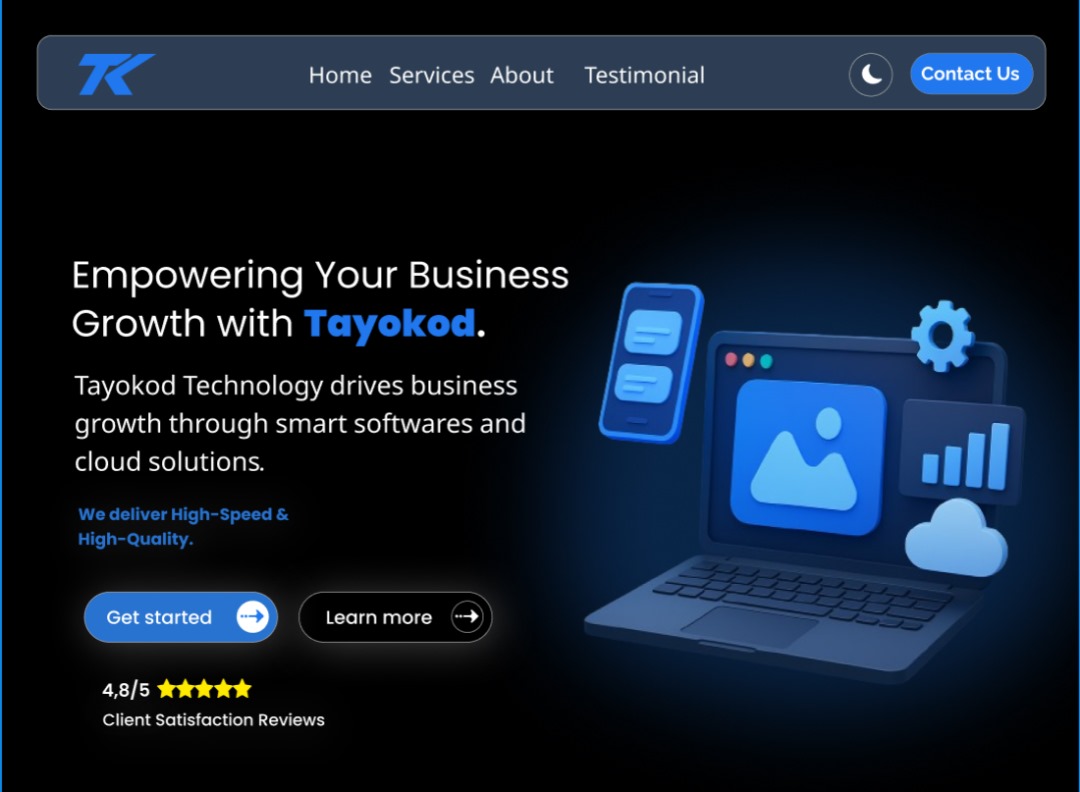 TK
Home Services About Testimonial
Contact Us
Empowering Your Business
Growth with Tayokod.
Tayokod Technology drives business
growth through smart softwares and
cloud solutions.
We deliver High-Speed &
High-Quality.
Get started
Learn more
4,8/5
Client Satisfaction Reviews